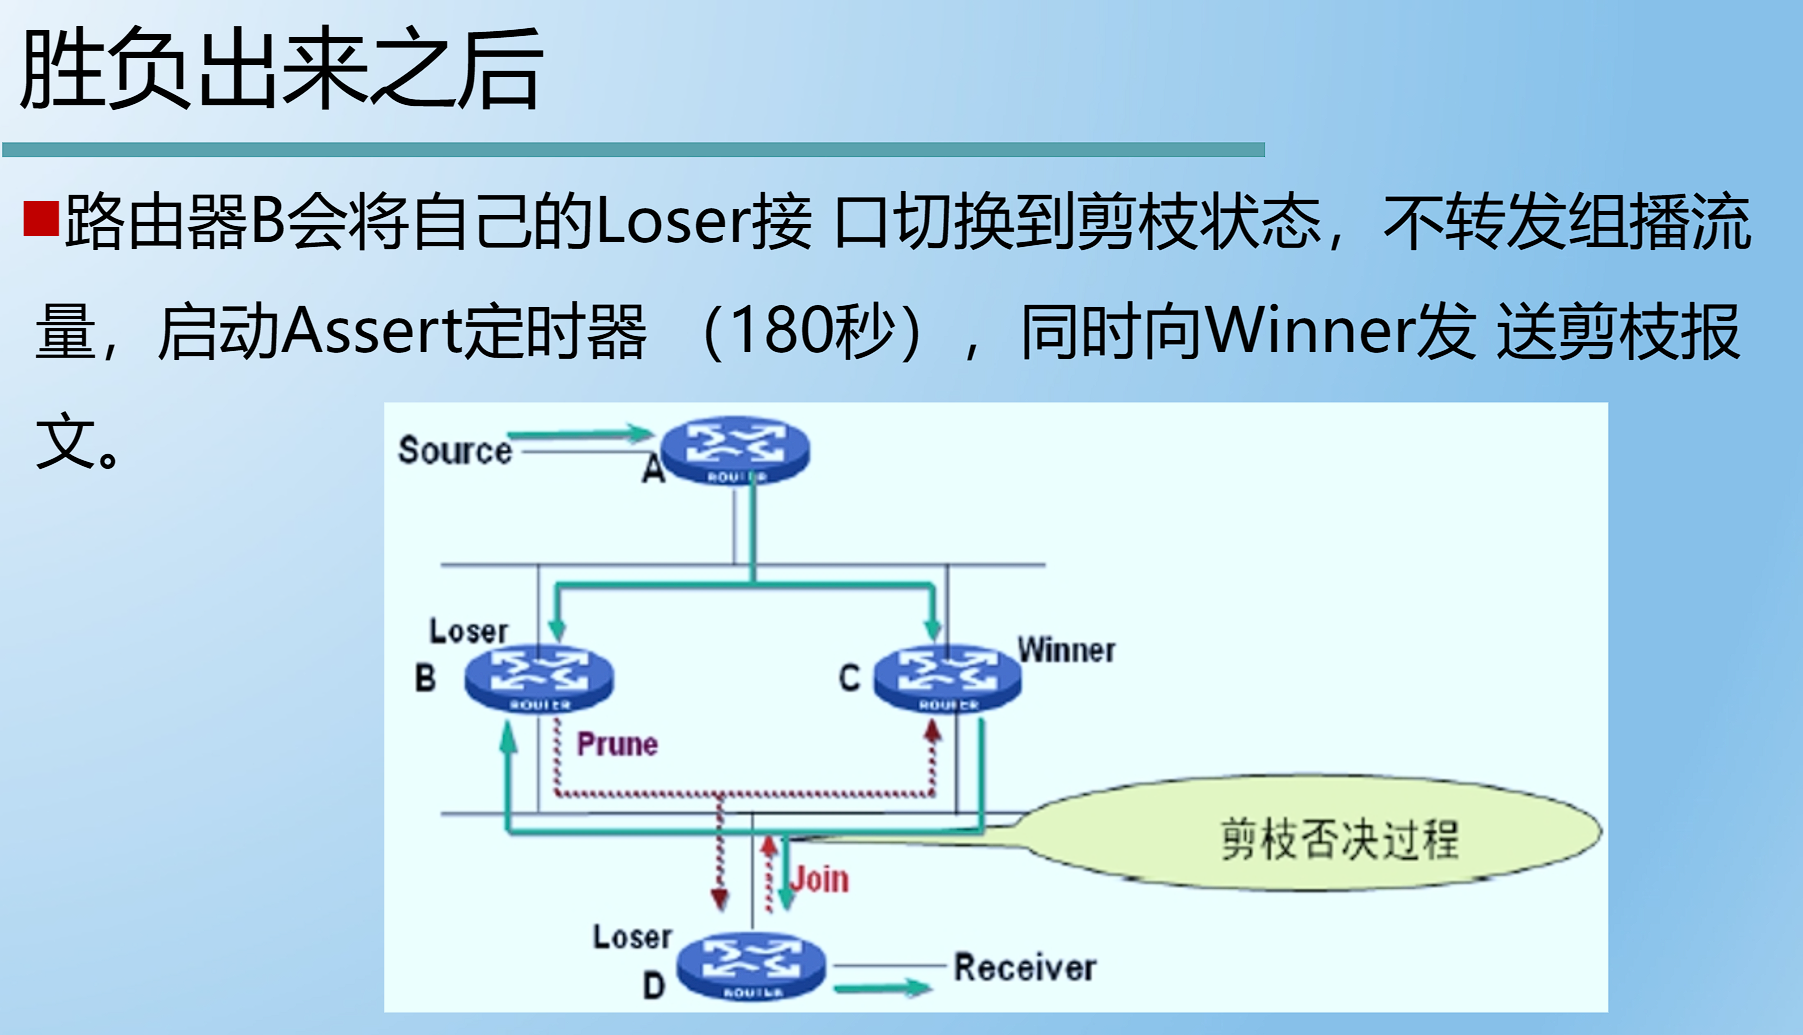 胜负出来之后
路由器B会将自己的Loser接 口切换到剪枝状态，不转发组播流
量，启动Assert定时器 （180秒），同时向Winner发 送剪枝报
文。
Source
A
ROUTER
Loser
Winner
B
C
ROUTER
ROUTER
Prune
剪枝否决过程
Join
Loser
D
ROUTER
Receiver